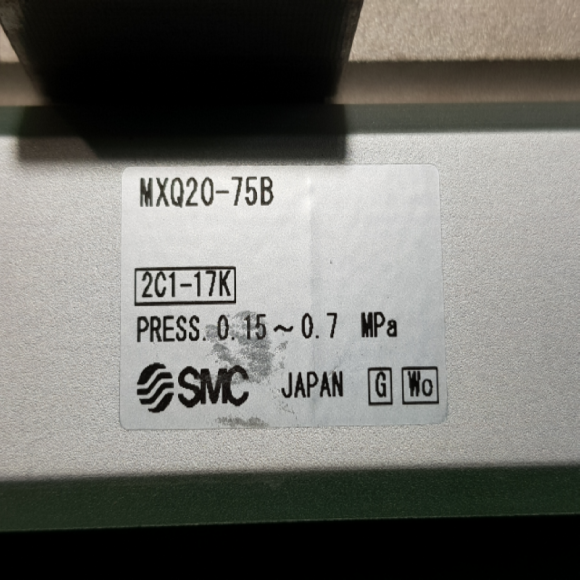 MXQ20-75B
2C1-17K
PRESS. 0.15~0.7 MPa
SMC JAPAN G Wo